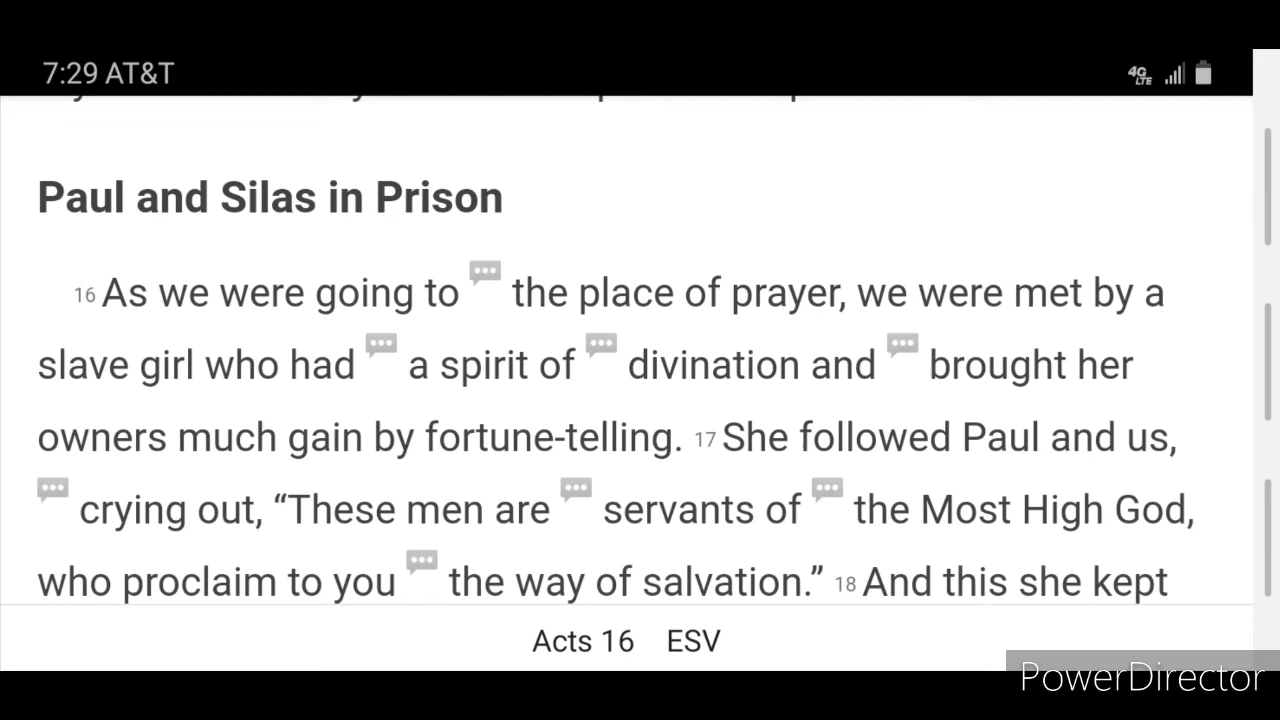 7:29 AT&T
4G LTE
Paul and Silas in Prison
16 As we were going to the place of prayer, we were met by a
slave girl who had a spirit of divination and brought her
owners much gain by fortune-telling. 17 She followed Paul and us,
crying out, “These men are servants of the Most High God,
who proclaim to you the way of salvation.” 18 And this she kept
Acts 16 ESV
PowerDirector